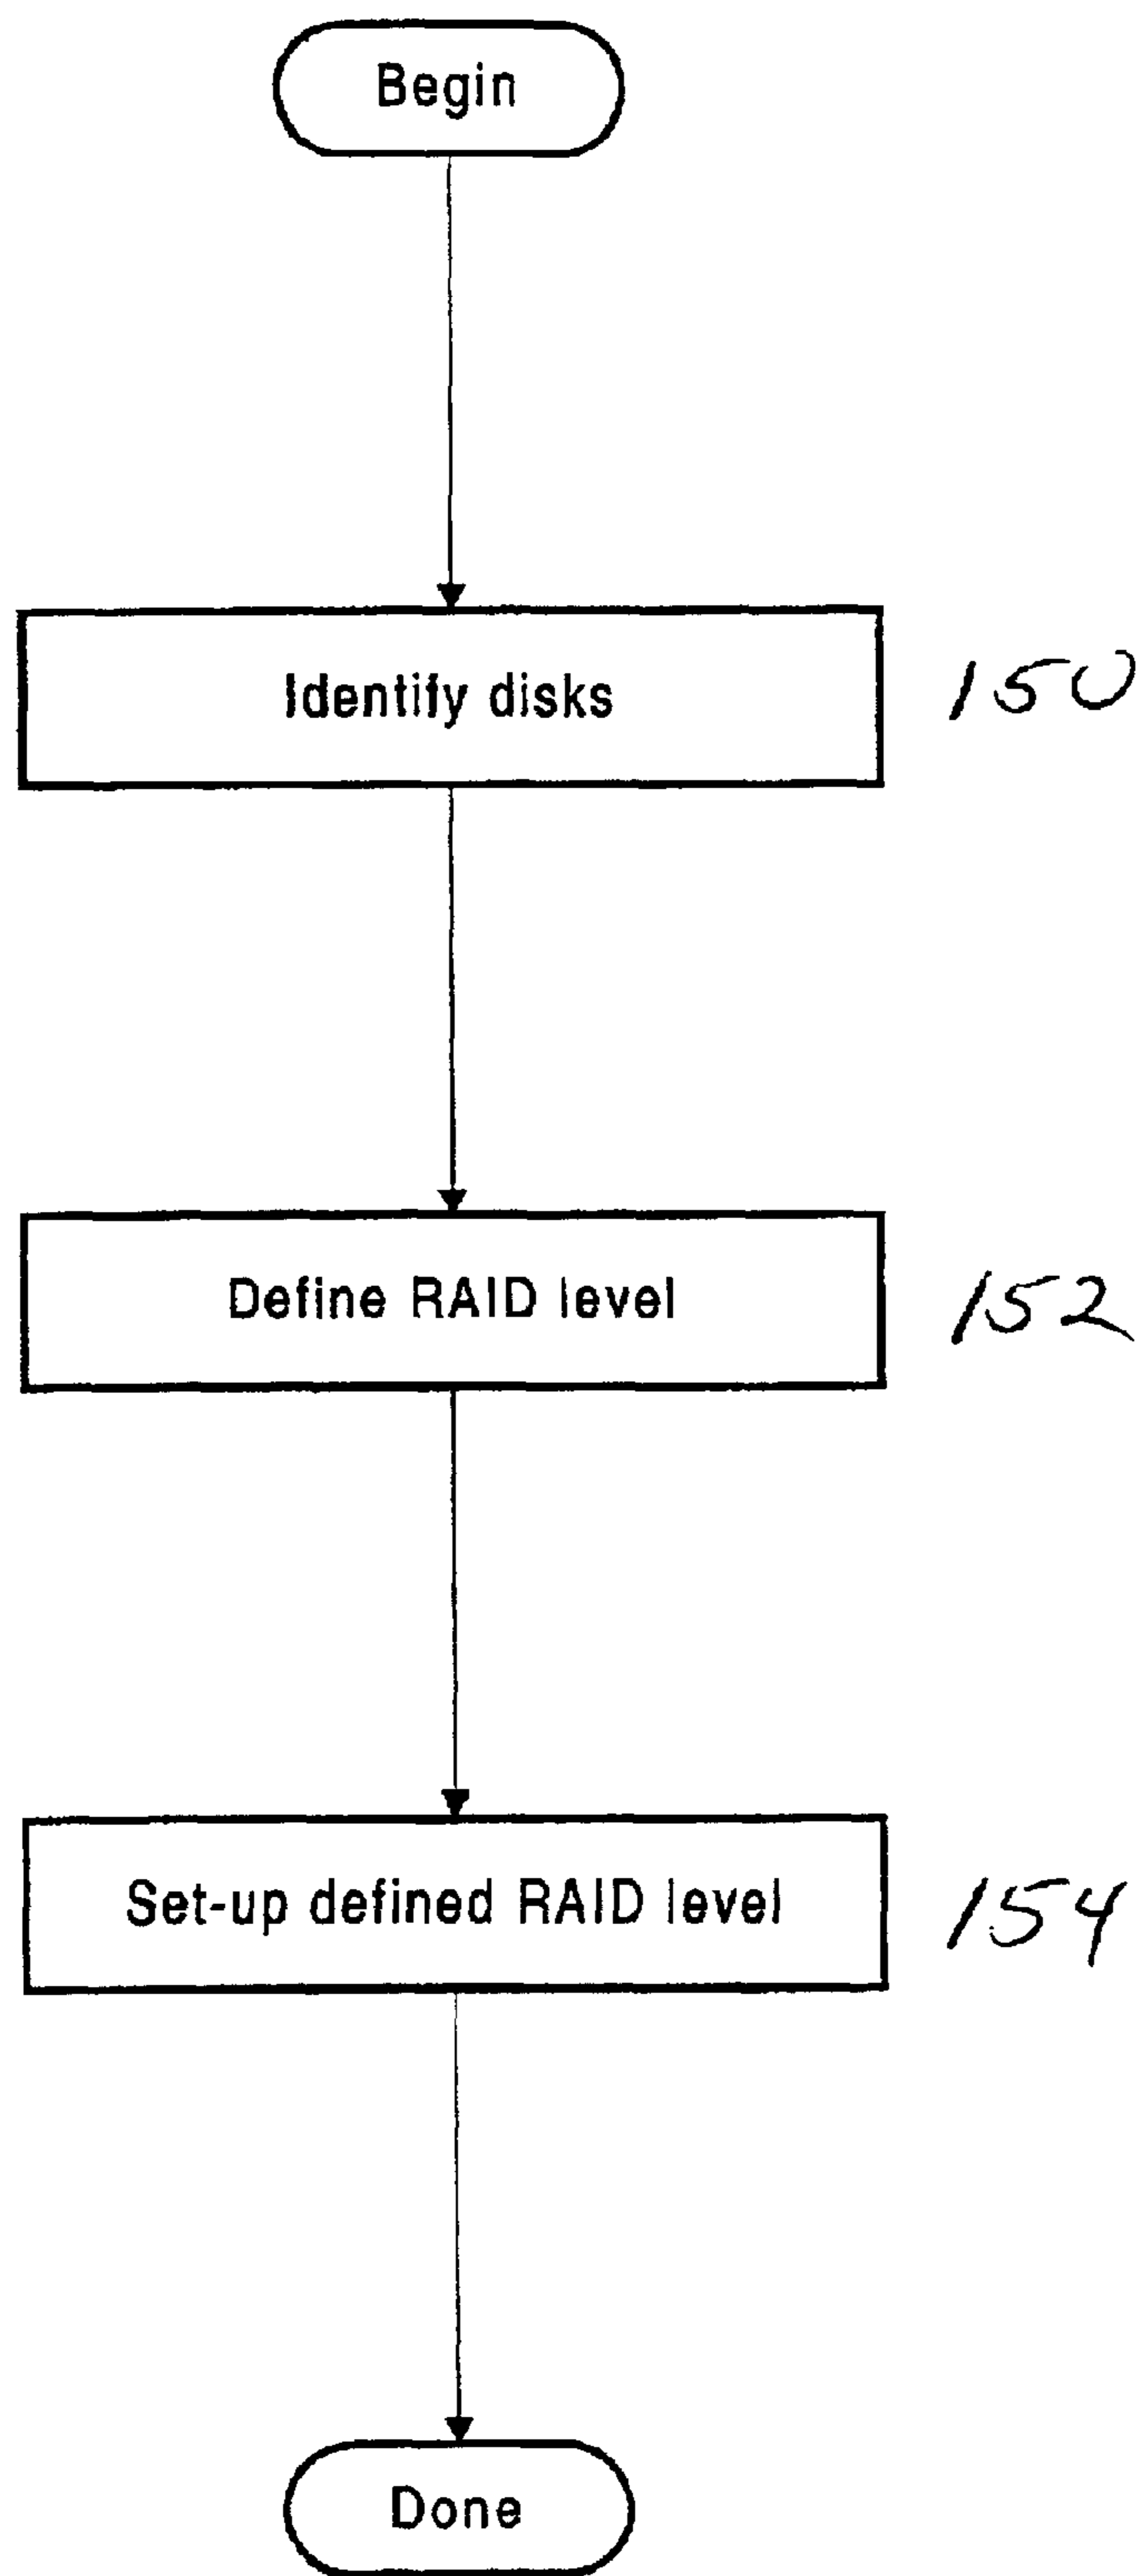 Begin
Identify disks 150
Define RAID level 152
Set-up defined RAID level 154
Done